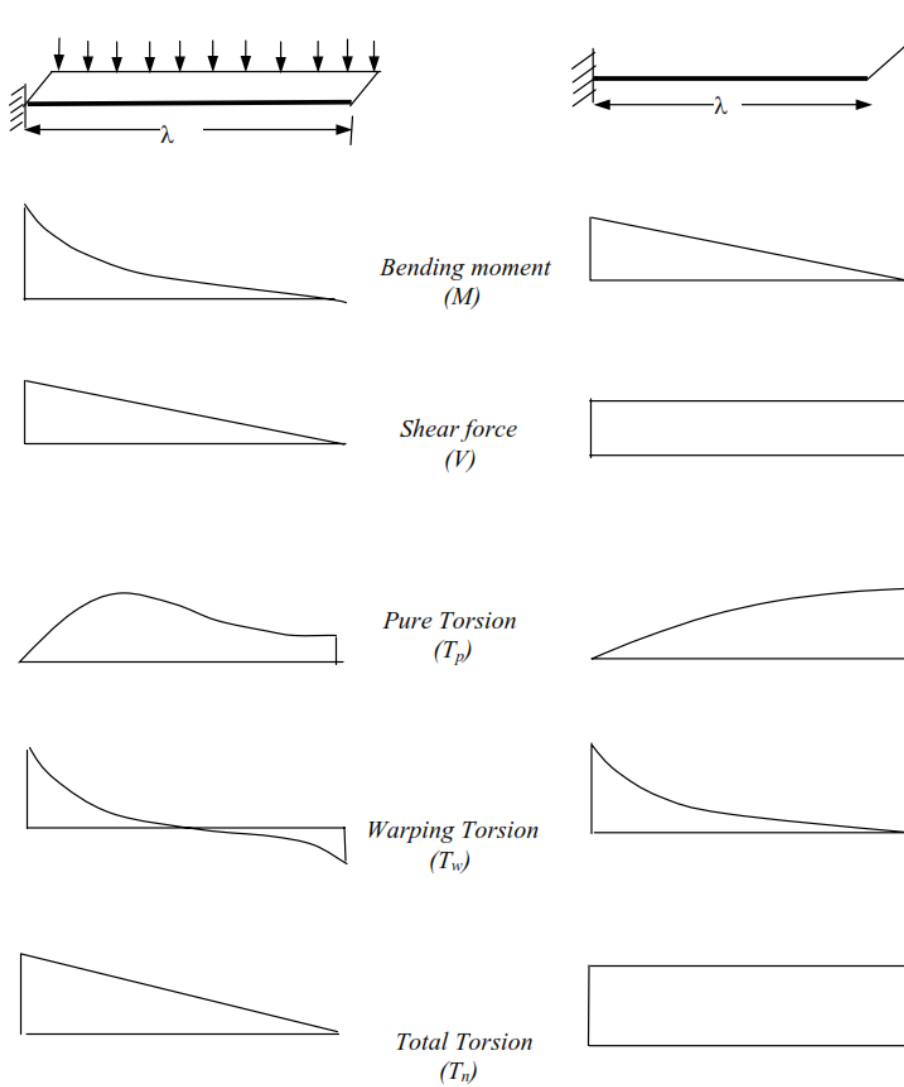 λ
λ
Bending moment
(M)
Shear force
(V)
Pure Torsion
(Tp)
Warping Torsion
(Tw)
Total Torsion
(Tn)